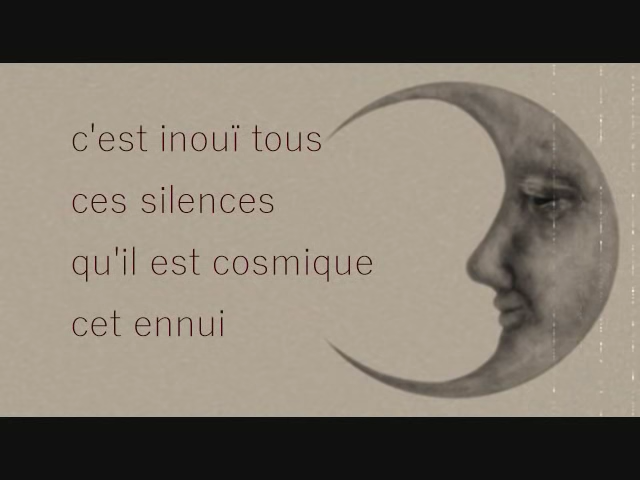 c'est inouï tous
ces silences
qu'il est cosmique
cet ennui